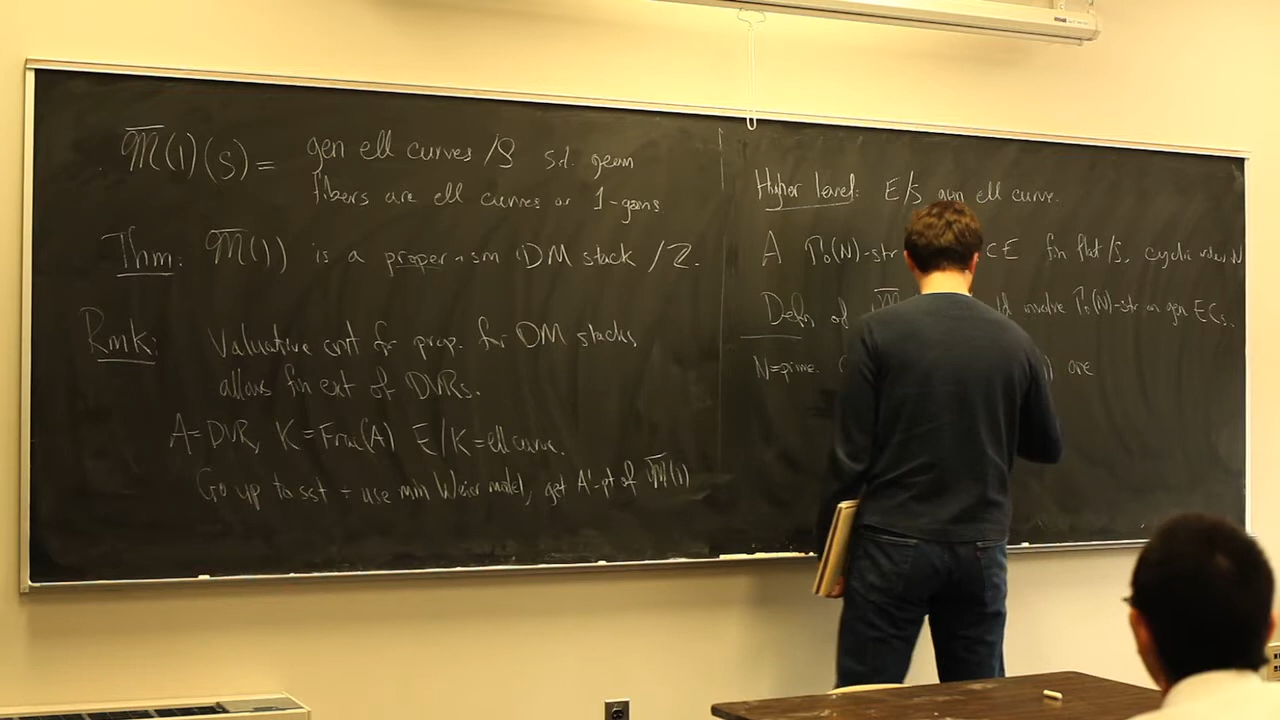 𝔐̅(1)(S) = gen ell curves /S s.t. geom
fibers are ell curves or 1-gons.
Thm: 𝔐̅(1) is a proper + sm DM stack /Z.
Rmk: Valuative crit for prop. for DM stacks
allows fin ext of DVRs.
A = DVR, K = Frac(A) E/K = ell curve.
Go up to sst + use min Weier model, get A'-pt of 𝔐̅(1)
Higher level: E/S gen ell curve.
A Γ₀(N)-str CE fin flat /S, cyclic order N
Defn of involve Γ₀(N)-str on gen ECs.
N=prime. are